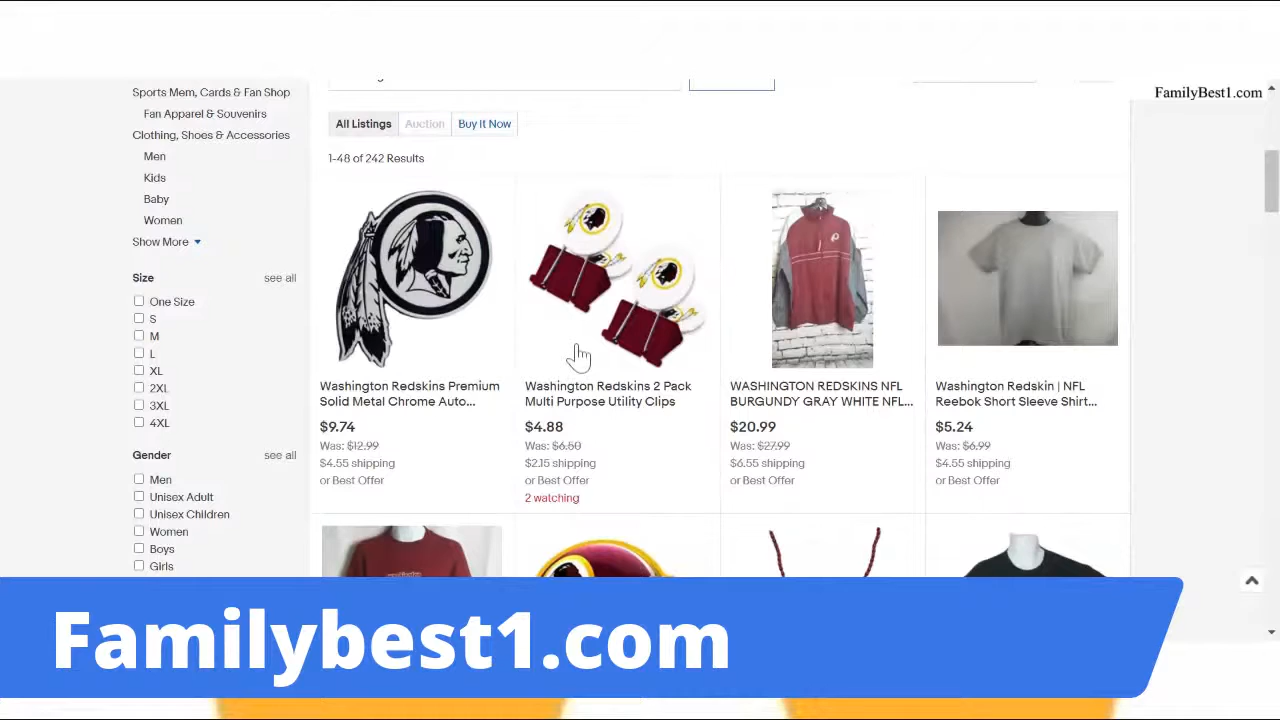 Sports Mem, Cards & Fan Shop
Fan Apparel & Souvenirs
Clothing, Shoes & Accessories
Men
Kids
Baby
Women
Show More
Size see all
One Size
S
M
L
XL
2XL
3XL
4XL
Gender see all
Men
Unisex Adult
Unisex Children
Women
Boys
Girls
FamilyBest1.com
All Listings Auction Buy It Now
1-48 of 242 Results
Washington Redskins Premium
Solid Metal Chrome Auto...
$9.74
Was: $12.99
$4.55 shipping
or Best Offer
Washington Redskins 2 Pack
Multi Purpose Utility Clips
$4.88
Was: $6.50
$2.15 shipping
or Best Offer
2 watching
WASHINGTON REDSKINS NFL
BURGUNDY GRAY WHITE NFL...
$20.99
Was: $27.99
$6.55 shipping
or Best Offer
Washington Redskin | NFL
Reebok Short Sleeve Shirt...
$5.24
Was: $6.99
$4.55 shipping
or Best Offer
Familybest1.com